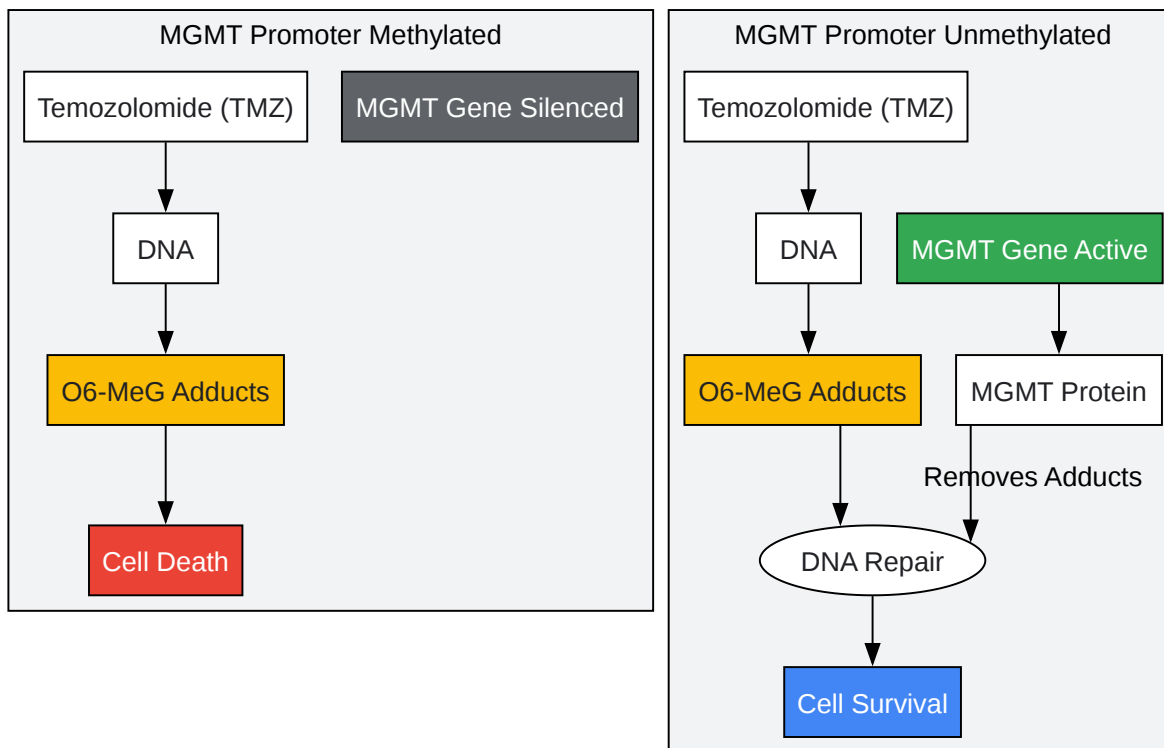 MGMT Promoter Methylated
Temozolomide (TMZ)
MGMT Gene Silenced
DNA
O6-MeG Adducts
Cell Death
MGMT Promoter Unmethylated
Temozolomide (TMZ)
DNA
MGMT Gene Active
O6-MeG Adducts
MGMT Protein
Removes Adducts
DNA Repair
Cell Survival